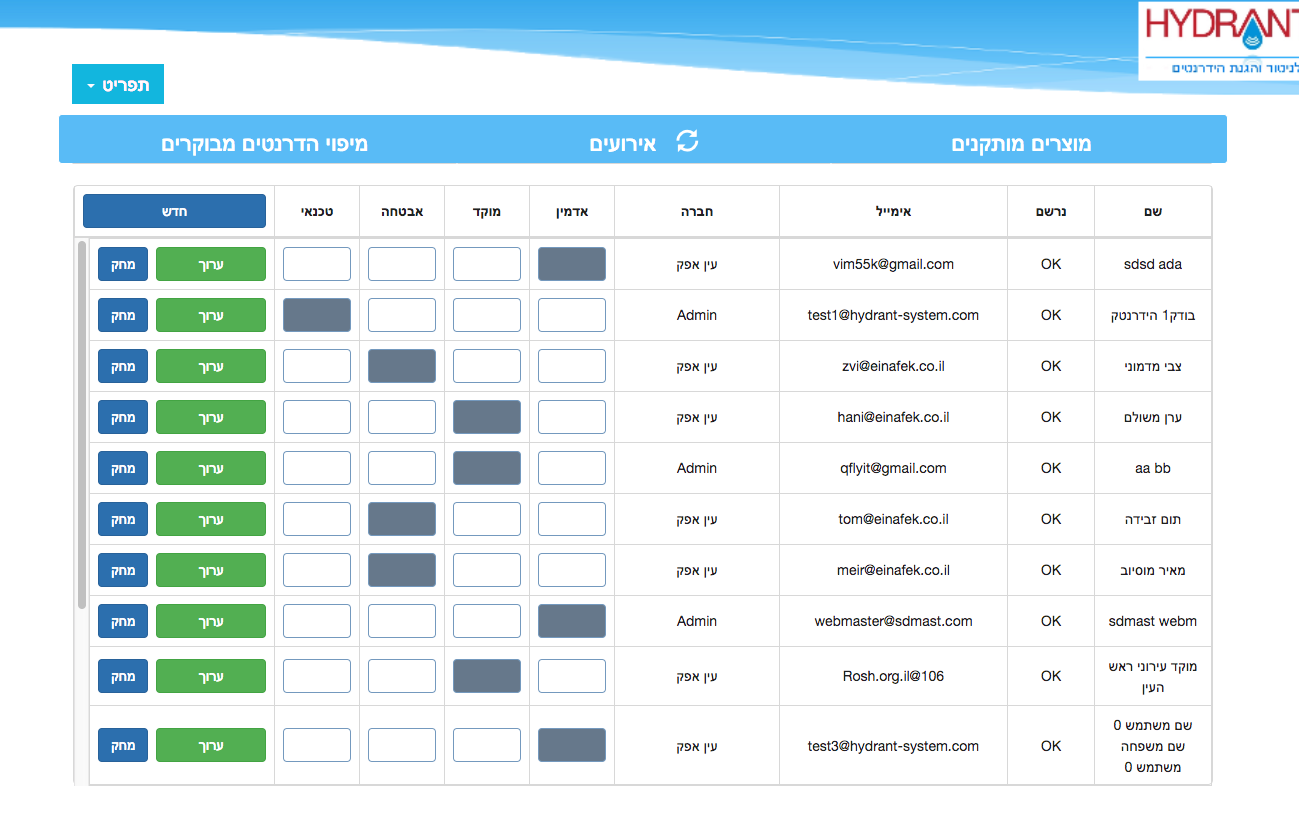 HYDRANT
לניטור והגנת הידרנטים
תפריט
מוצרים מותקנים
אירועים
מיפוי הדרנטים מבוקרים
שם נרשם אימייל חברה אדמין מוקד אבטחה טכנאי חדש
sdsd ada OK vim55k@gmail.com עין אפק ערוך מחק
בודק1 הידרנטק OK test1@hydrant-system.com Admin ערוך מחק
צבי מדמוני OK zvi@einafek.co.il עין אפק ערוך מחק
ערן משולם OK hani@einafek.co.il עין אפק ערוך מחק
aa bb OK qflyit@gmail.com Admin ערוך מחק
תום זבידה OK tom@einafek.co.il עין אפק ערוך מחק
מאיר מוסיוב OK meir@einafek.co.il עין אפק ערוך מחק
sdmast webm OK webmaster@sdmast.com Admin ערוך מחק
מוקד עירוני ראש
העין
OK Rosh.org.il@106 עין אפק ערוך מחק
שם משתמש 0
שם משפחה
משתמש 0
OK test3@hydrant-system.com עין אפק ערוך מחק